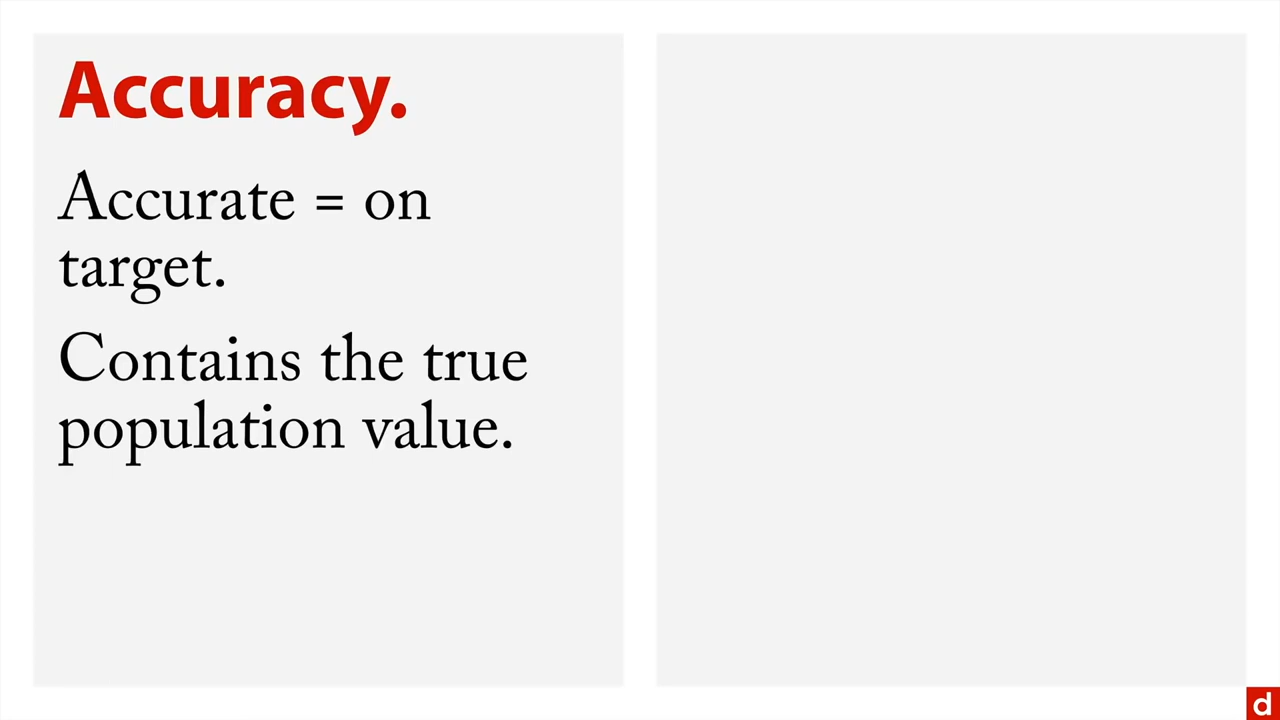 Accuracy.
Accurate = on
target.
Contains the true
population value.
d